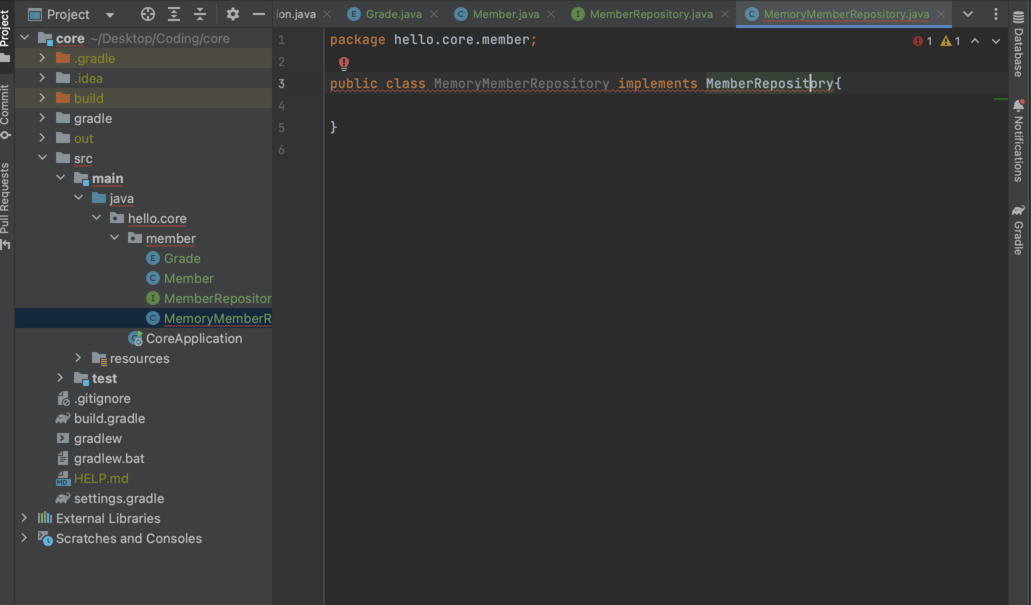 Project
ion.java
Grade.java
Member.java
MemberRepository.java
MemoryMemberRepository.java
Project
Commit
Pull Requests
core ~/Desktop/Coding/core
.gradle
.idea
build
gradle
out
src
main
java
hello.core
member
Grade
Member
MemberRepositor
MemoryMemberR
CoreApplication
resources
test
.gitignore
build.gradle
gradlew
gradlew.bat
HELP.md
settings.gradle
External Libraries
Scratches and Consoles
1 package hello.core.member;
2
3 public class MemoryMemberRepository implements MemberRepository{
4
5 }
6
1 1
Database
Notifications
Gradle